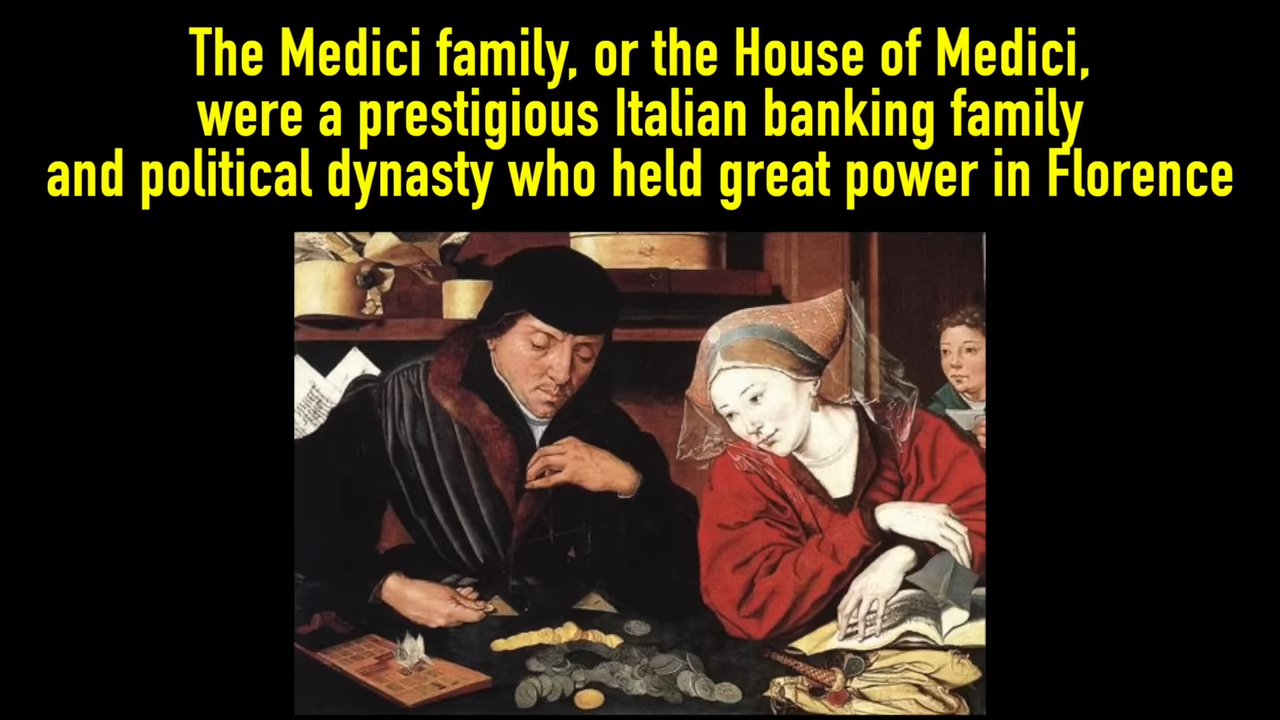 The Medici family, or the House of Medici,
were a prestigious Italian banking family
and political dynasty who held great power in Florence